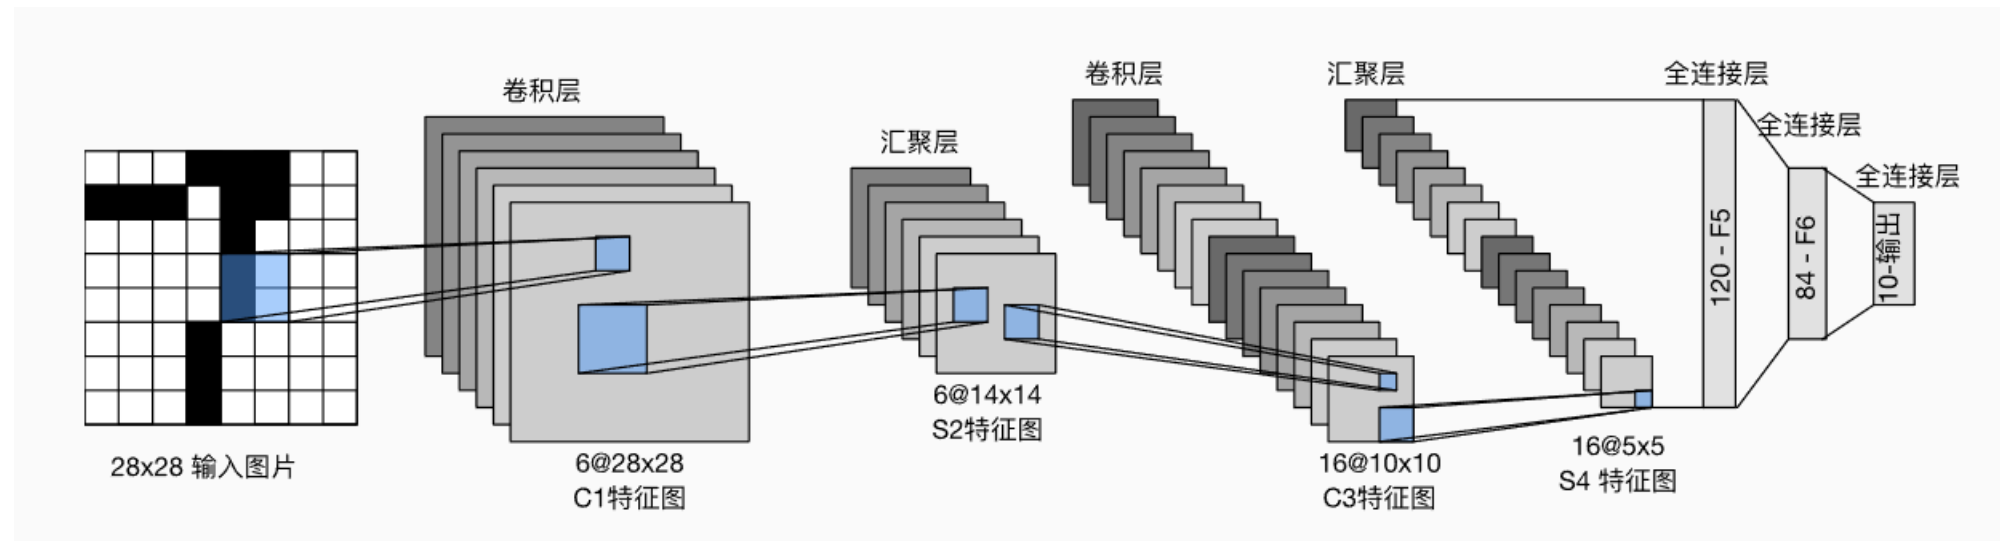 卷积层
汇聚层
卷积层
汇聚层
全连接层
全连接层
全连接层
120 - F5
84 - F6
10-输出
28x28 输入图片
6@28x28
C1特征图
6@14x14
S2特征图
16@10x10
C3特征图
16@5x5
S4 特征图